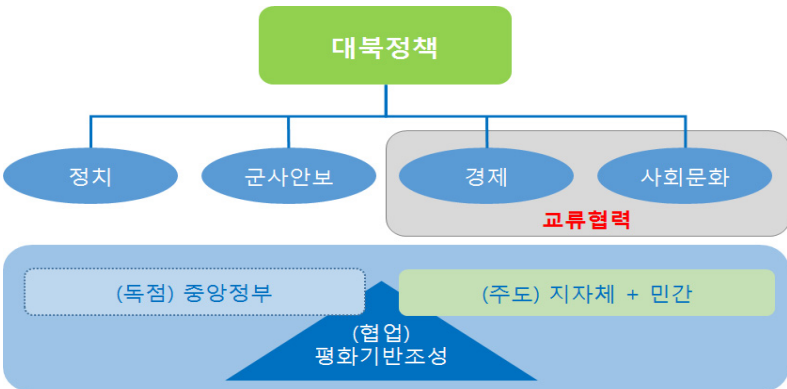 대북정책
정치
군사안보
경제
사회문화
교류협력
(독점) 중앙정부
(주도) 지자체 + 민간
(협업)
평화기반조성